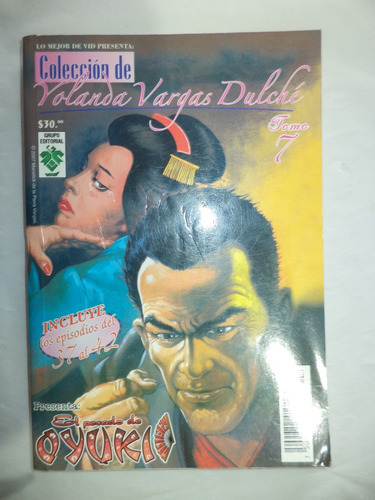 LO MEJOR DE VID PRESENTA:
Colección de
Yolanda Vargas Dulché
Tomo
7
$30.00
GRUPO
EDITORIAL
VID
INCLUYE
los episodios del
37 al 42
Presenta:
El pecado de
OYUKI